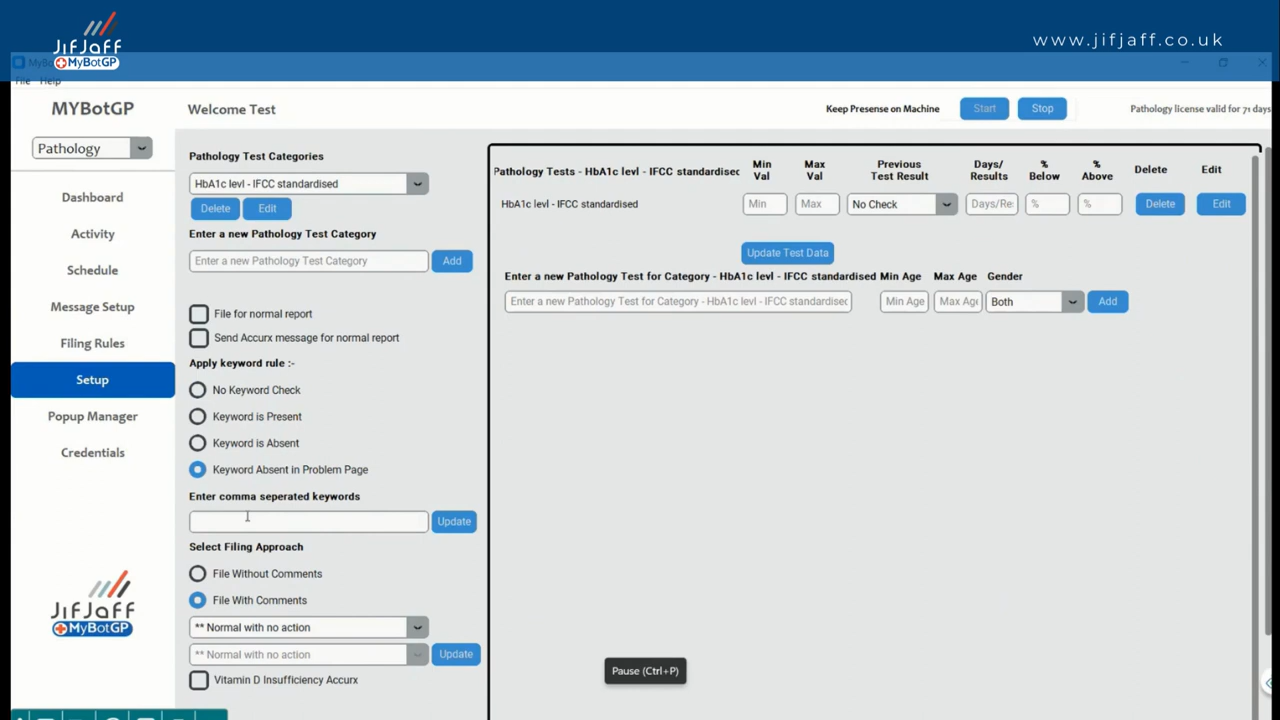 JifJaff
MyBotGP
www.jifjaff.co.uk
File Help
MYBotGP
Welcome Test
Keep Presense on Machine
Start
Stop
Pathology license valid for 71 days
Pathology
Dashboard
Activity
Schedule
Message Setup
Filing Rules
Setup
Popup Manager
Credentials
JifJaff
MyBotGP
Pathology Test Categories
HbA1c levl - IFCC standardised
Delete
Edit
Enter a new Pathology Test Category
Enter a new Pathology Test Category
Add
File for normal report
Send Accurx message for normal report
Apply keyword rule :-
No Keyword Check
Keyword is Present
Keyword is Absent
Keyword Absent in Problem Page
Enter comma seperated keywords
Update
Select Filing Approach
File Without Comments
File With Comments
** Normal with no action
** Normal with no action
Update
Vitamin D Insufficiency Accurx
Pathology Tests - HbA1c levl - IFCC standardisec
Min Val
Max Val
Previous Test Result
Days/ Results
% Below
% Above
Delete
Edit
HbA1c levl - IFCC standardised
Min
Max
No Check
Days/Re
%
%
Delete
Edit
Update Test Data
Enter a new Pathology Test for Category - HbA1c levl - IFCC standardised Min Age Max Age Gender
Enter a new Pathology Test for Category - HbA1c levl - IFCC standardised
Min Age
Max Age
Both
Add
Pause (Ctrl+P)